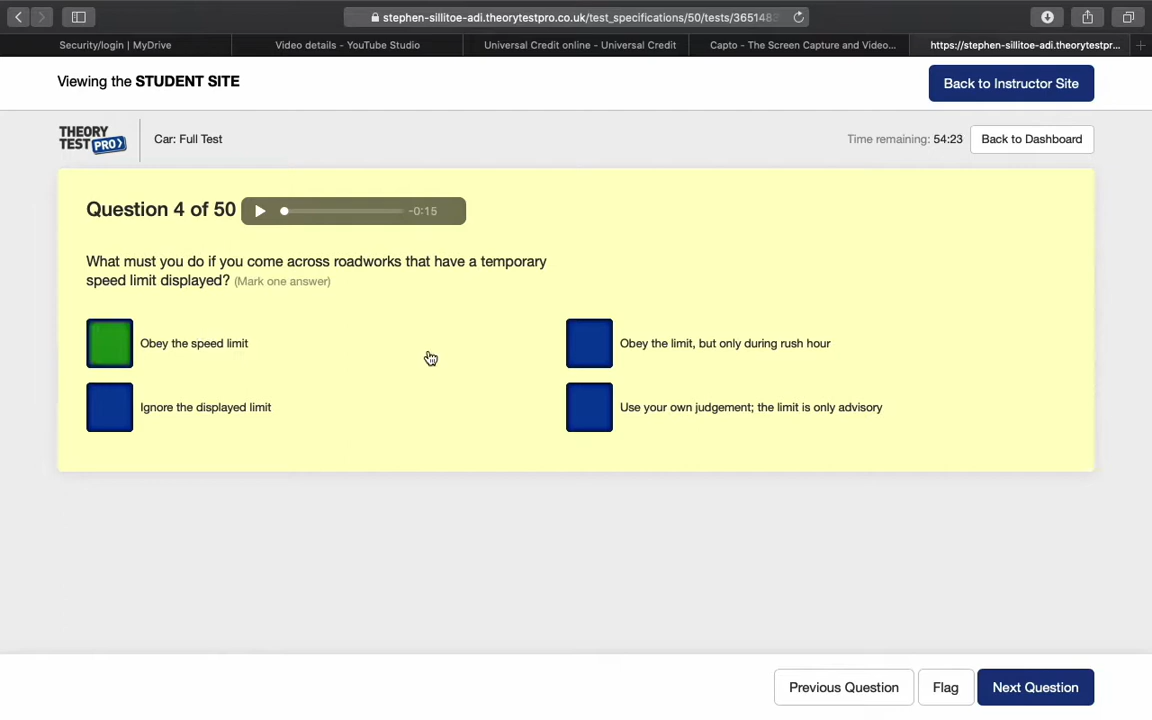 stephen-sillitoe-adi.theorytestpro.co.uk/test_specifications/50/tests/3651483
Security/login | MyDrive
Video details - YouTube Studio
Universal Credit online - Universal Credit
Capto - The Screen Capture and Video...
https://stephen-sillitoe-adi.theorytestpr...
Viewing the STUDENT SITE
Back to Instructor Site
THEORY
TEST PRO
Car: Full Test
Time remaining: 54:23
Back to Dashboard
Question 4 of 50
-0:15
What must you do if you come across roadworks that have a temporary
speed limit displayed? (Mark one answer)
Obey the speed limit
Obey the limit, but only during rush hour
Ignore the displayed limit
Use your own judgement; the limit is only advisory
Previous Question
Flag
Next Question